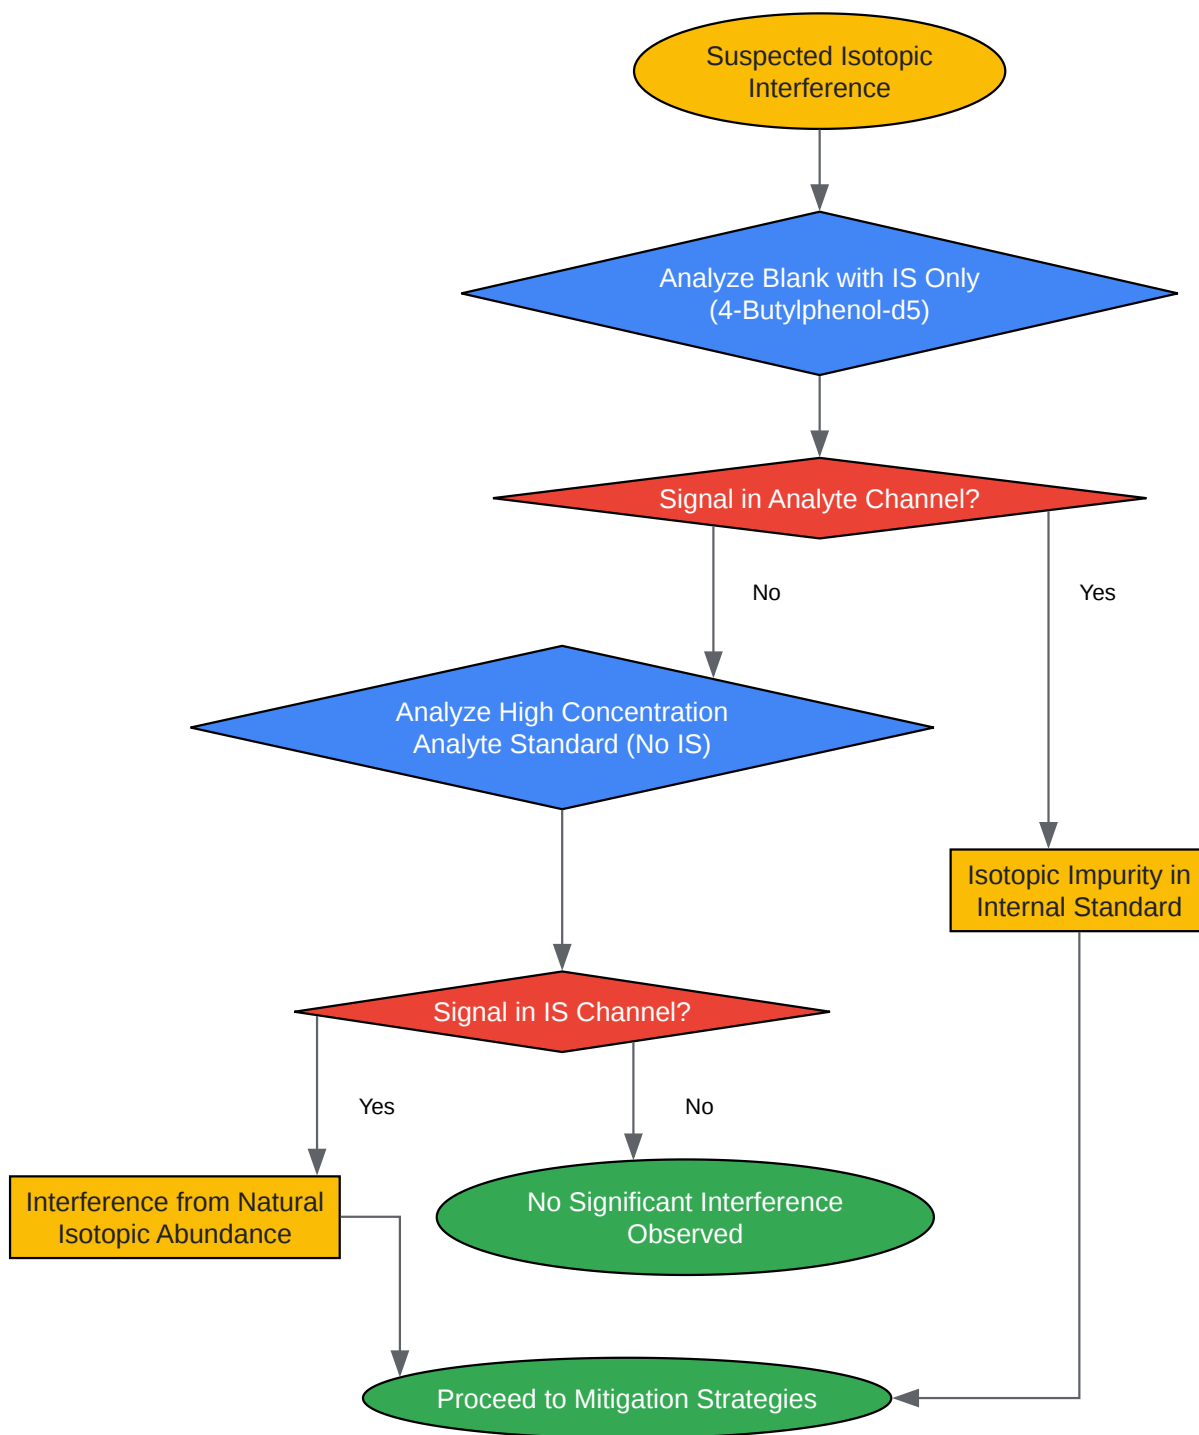 Suspected Isotopic
Interference
Analyze Blank with IS Only
(4-Butylphenol-d5)
Signal in Analyte Channel?
No
Yes
Analyze High Concentration
Analyte Standard (No IS)
Isotopic Impurity in
Internal Standard
Signal in IS Channel?
Yes
No
Interference from Natural
Isotopic Abundance
No Significant Interference
Observed
Proceed to Mitigation Strategies